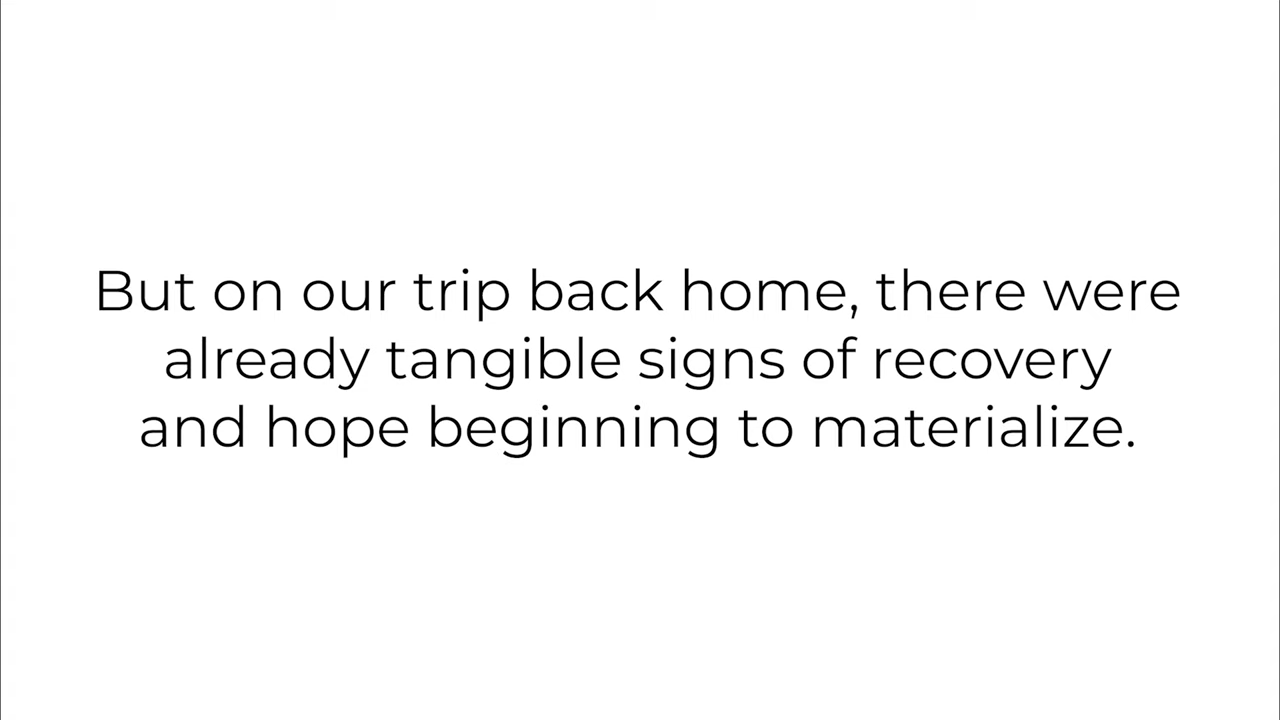 But on our trip back home, there were
already tangible signs of recovery
and hope beginning to materialize.